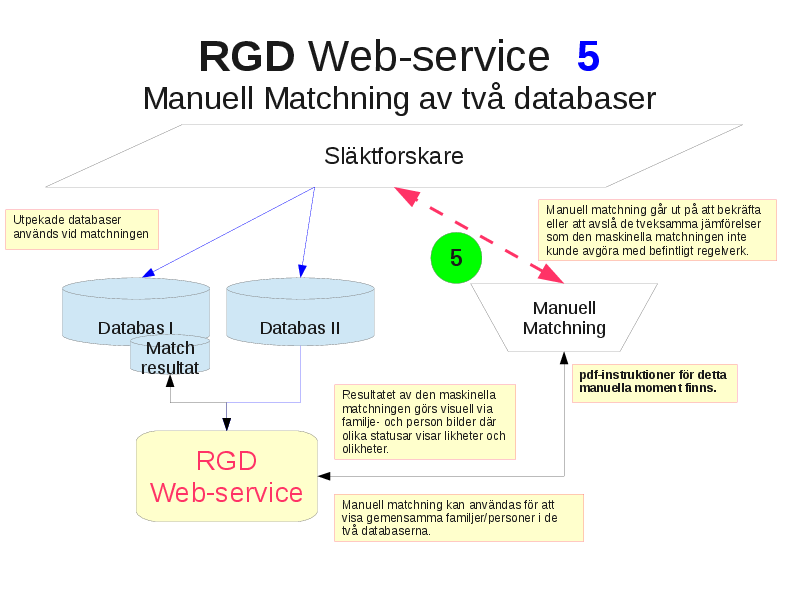 RGD Web-service 5
Manuell Matchning av två databaser
Släktforskare
Utpekade databaser
används vid matchningen
Manuell matchning går ut på att bekräfta
eller att avslå de tveksamma jämförelser
som den maskinella matchningen inte
kunde avgöra med befintligt regelverk.
5
Databas I
Databas II
Match
resultat
Manuell
Matchning
pdf-instruktioner för detta
manuella moment finns.
Resultatet av den maskinella
matchningen görs visuell via
familje- och person bilder där
olika statusar visar likheter och
olikheter.
RGD
Web-service
Manuell matchning kan användas för att
visa gemensamma familjer/personer i de
två databaserna.